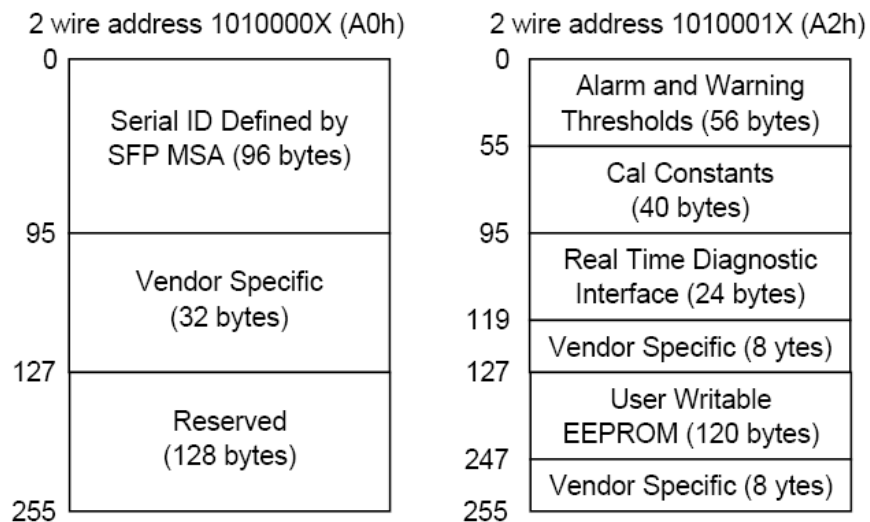 2 wire address 1010000X (A0h)
0
Serial ID Defined by
SFP MSA (96 bytes)
95
Vendor Specific
(32 bytes)
127
Reserved
(128 bytes)
255
2 wire address 1010001X (A2h)
0
Alarm and Warning
Thresholds (56 bytes)
55
Cal Constants
(40 bytes)
95
Real Time Diagnostic
Interface (24 bytes)
119
Vendor Specific (8 ytes)
127
User Writable
EEPROM (120 bytes)
247
Vendor Specific (8 ytes)
255